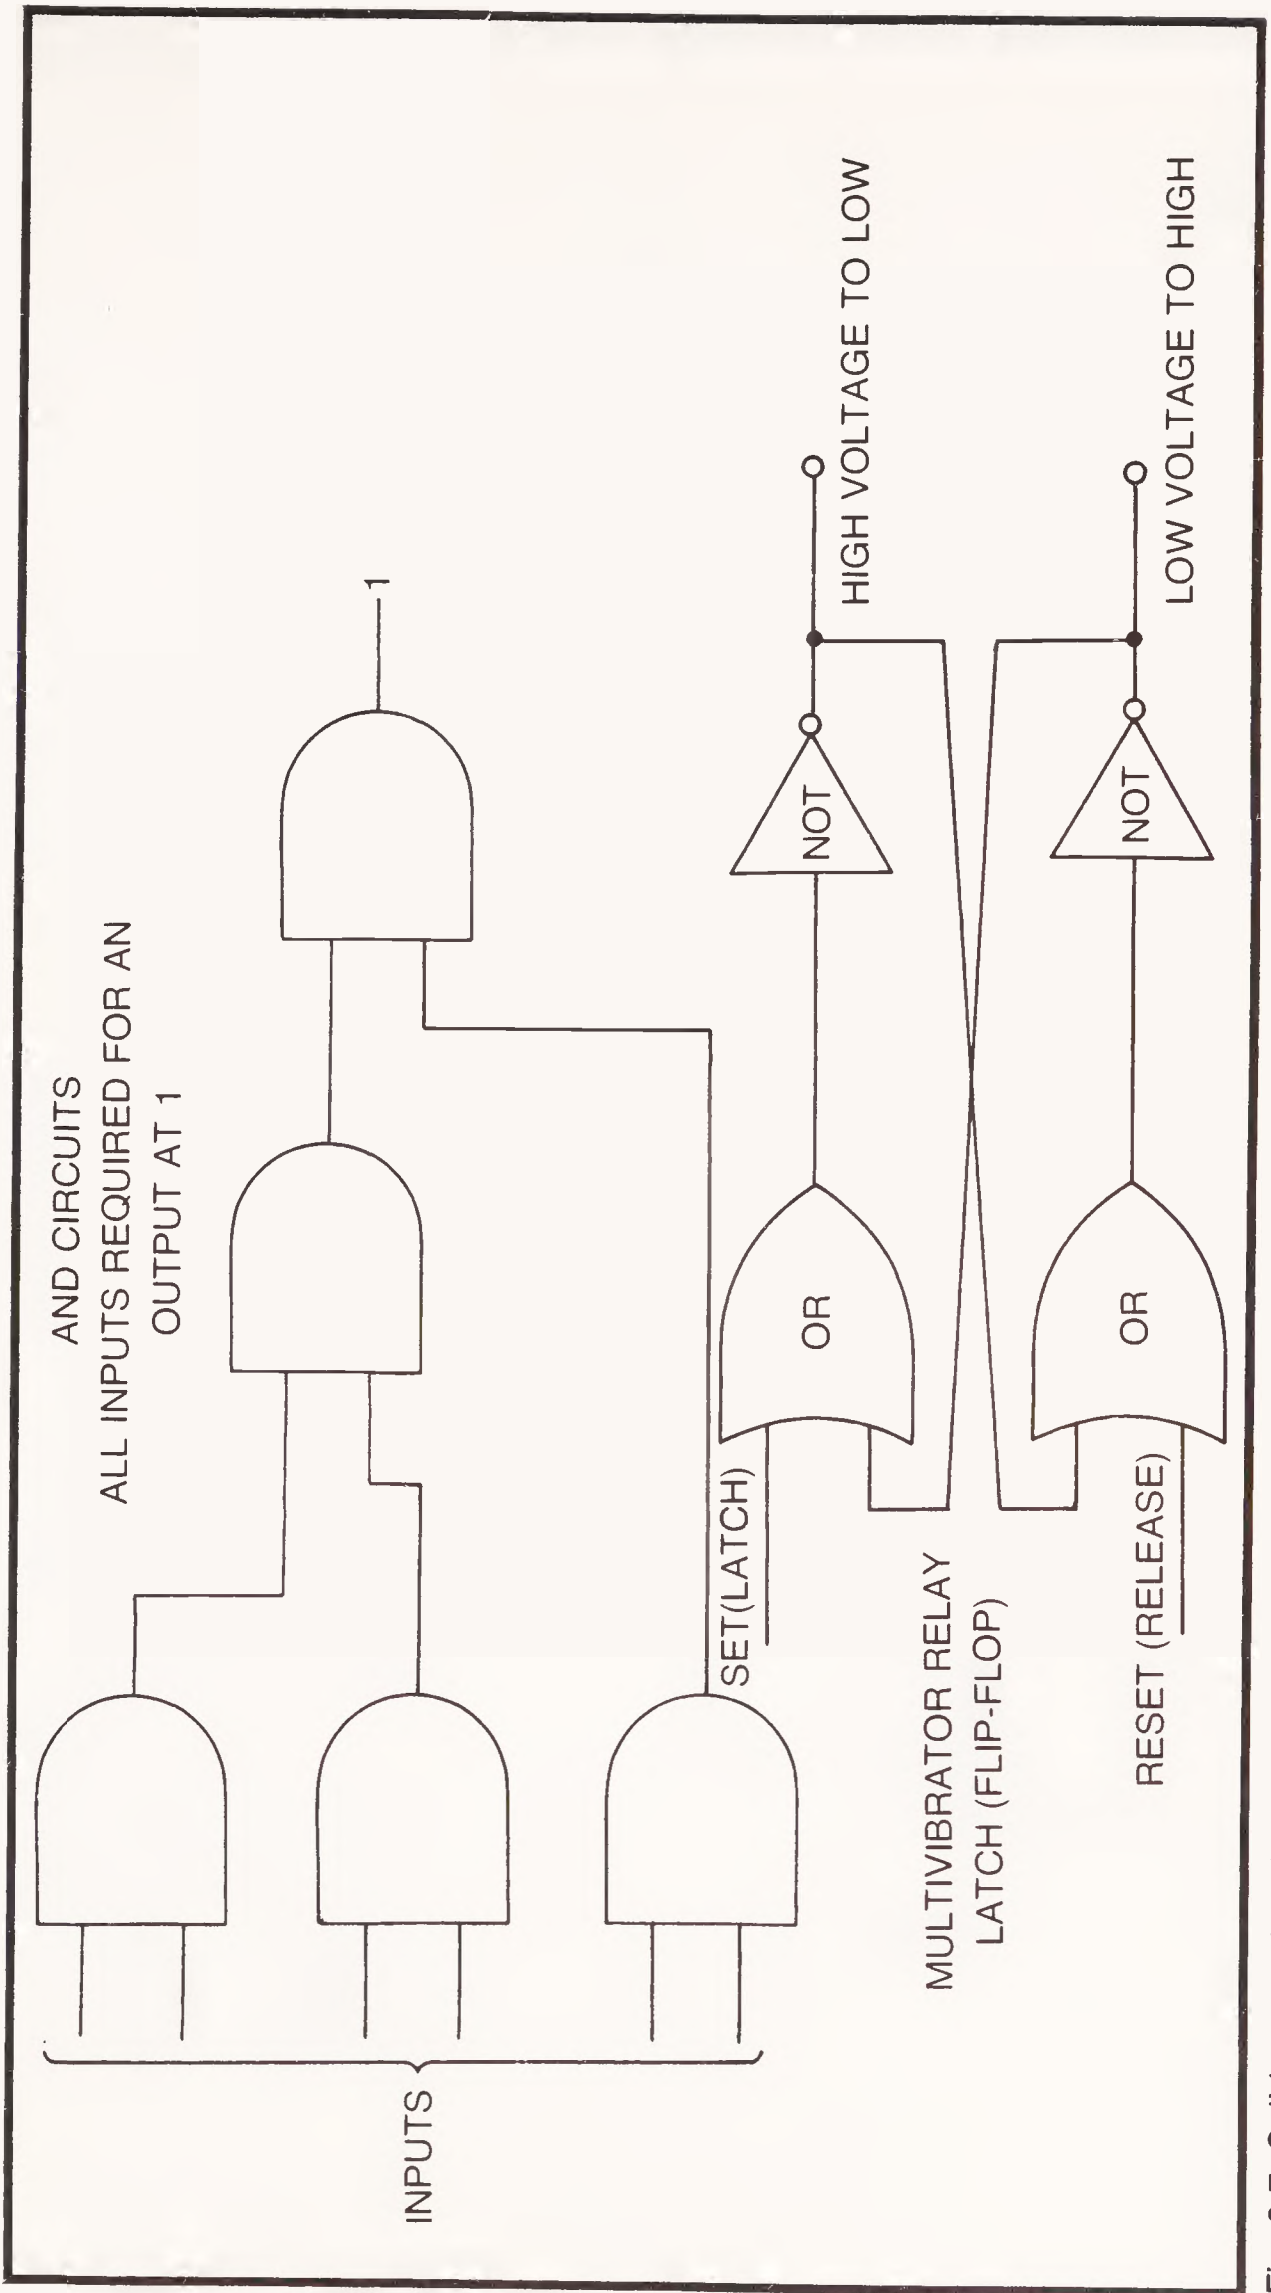 AND CIRCUITS
ALL INPUTS REQUIRED FOR AN
OUTPUT AT 1
1
INPUTS
SET(LATCH)
OR
NOT
HIGH VOLTAGE TO LOW
MULTIVIBRATOR RELAY
LATCH (FLIP-FLOP)
RESET (RELEASE)
OR
NOT
LOW VOLTAGE TO HIGH